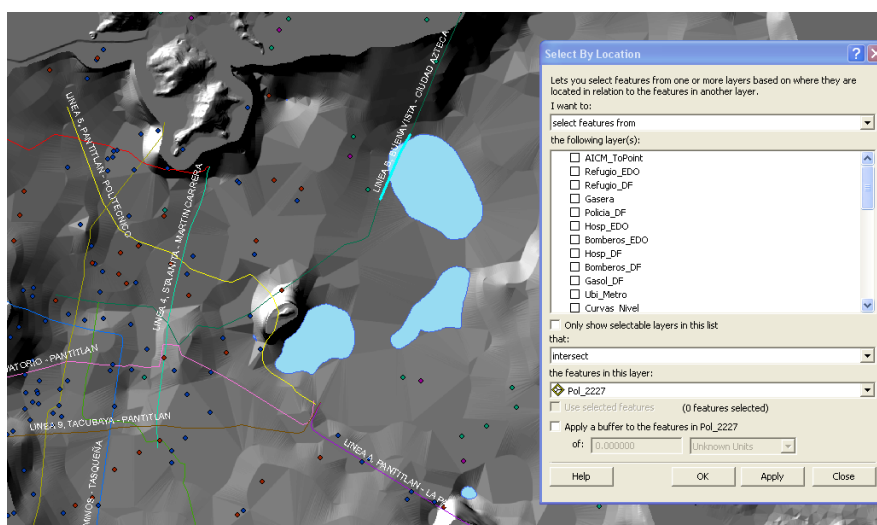 LINEA 5, PANTITLAN - POLITECNICO
LINEA 4, STA.ANITA - MARTIN CARRERA
LINEA B, BUENAVISTA - CIUDAD AZTECA
VATORIO - PANTITLAN
LINEA 9, TACUBAYA - PANTITLAN
LINEA A, PANTITLAN - LA PA
MNOS - TASQUEÑA
Select By Location
Lets you select features from one or more layers based on where they are
located in relation to the features in another layer.
I want to:
select features from
the following layer(s):
AICM_ToPoint
Refugio_EDO
Refugio_DF
Gasera
Policia_DF
Hosp_EDO
Bomberos_EDO
Hosp_DF
Bomberos_DF
Gasol_DF
Ubi_Metro
Curvas_Nivel
Only show selectable layers in this list
that:
intersect
the features in this layer:
Pol_2227
Use selected features (0 features selected)
Apply a buffer to the features in Pol_2227
of: 0.000000 Unknown Units
Help OK Apply Close